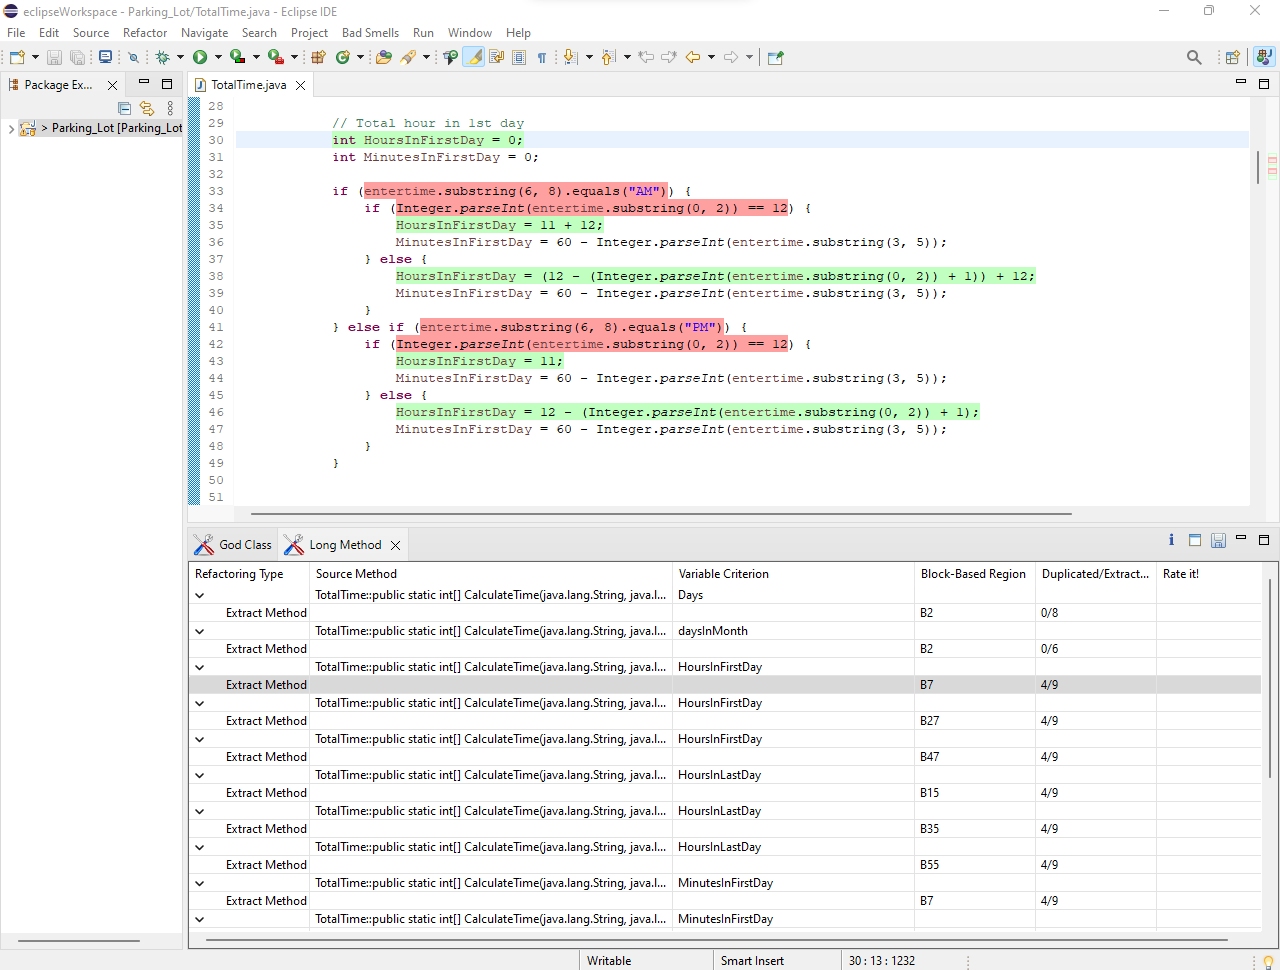 eclipseWorkspace - Parking_Lot/TotalTime.java - Eclipse IDE
File Edit Source Refactor Navigate Search Project Bad Smells Run Window Help
Package Ex...
> Parking_Lot [Parking_Lot
TotalTime.java
28
29 // Total hour in 1st day
30 int HoursInFirstDay = 0;
31 int MinutesInFirstDay = 0;
32
33 if (entertime.substring(6, 8).equals("AM")) {
34 if (Integer.parseInt(entertime.substring(0, 2)) == 12) {
35 HoursInFirstDay = 11 + 12;
36 MinutesInFirstDay = 60 - Integer.parseInt(entertime.substring(3, 5));
37 } else {
38 HoursInFirstDay = (12 - (Integer.parseInt(entertime.substring(0, 2)) + 1)) + 12;
39 MinutesInFirstDay = 60 - Integer.parseInt(entertime.substring(3, 5));
40 }
41 } else if (entertime.substring(6, 8).equals("PM")) {
42 if (Integer.parseInt(entertime.substring(0, 2)) == 12) {
43 HoursInFirstDay = 11;
44 MinutesInFirstDay = 60 - Integer.parseInt(entertime.substring(3, 5));
45 } else {
46 HoursInFirstDay = 12 - (Integer.parseInt(entertime.substring(0, 2)) + 1);
47 MinutesInFirstDay = 60 - Integer.parseInt(entertime.substring(3, 5));
48 }
49 }
50
51
God Class Long Method
Refactoring Type Source Method Variable Criterion Block-Based Region Duplicated/Extract... Rate it!
TotalTime::public static int[] CalculateTime(java.lang.String, java.l... Days
Extract Method B2 0/8
TotalTime::public static int[] CalculateTime(java.lang.String, java.l... daysInMonth
Extract Method B2 0/6
TotalTime::public static int[] CalculateTime(java.lang.String, java.l... HoursInFirstDay
Extract Method B7 4/9
TotalTime::public static int[] CalculateTime(java.lang.String, java.l... HoursInFirstDay
Extract Method B27 4/9
TotalTime::public static int[] CalculateTime(java.lang.String, java.l... HoursInFirstDay
Extract Method B47 4/9
TotalTime::public static int[] CalculateTime(java.lang.String, java.l... HoursInLastDay
Extract Method B15 4/9
TotalTime::public static int[] CalculateTime(java.lang.String, java.l... HoursInLastDay
Extract Method B35 4/9
TotalTime::public static int[] CalculateTime(java.lang.String, java.l... HoursInLastDay
Extract Method B55 4/9
TotalTime::public static int[] CalculateTime(java.lang.String, java.l... MinutesInFirstDay
Extract Method B7 4/9
TotalTime::public static int[] CalculateTime(java.lang.String, java.l... MinutesInFirstDay
Writable Smart Insert 30 : 13 : 1232